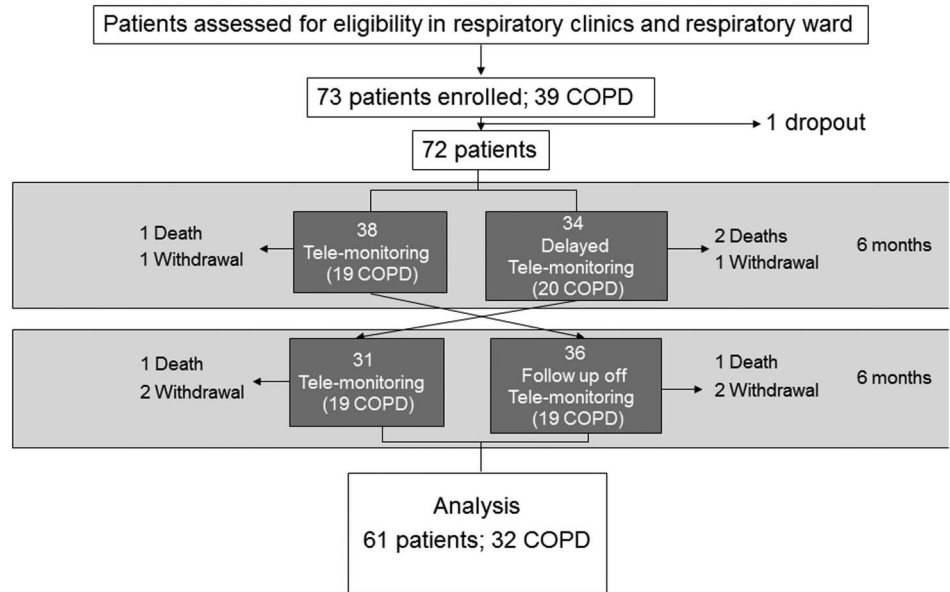 Patients assessed for eligibility in respiratory clinics and respiratory ward
73 patients enrolled; 39 COPD
1 dropout
72 patients
1 Death
1 Withdrawal
38
Tele-monitoring
(19 COPD)
34
Delayed
Tele-monitoring
(20 COPD)
2 Deaths
1 Withdrawal
6 months
1 Death
2 Withdrawal
31
Tele-monitoring
(19 COPD)
36
Follow up off
Tele-monitoring
(19 COPD)
1 Death
2 Withdrawal
6 months
Analysis
61 patients; 32 COPD